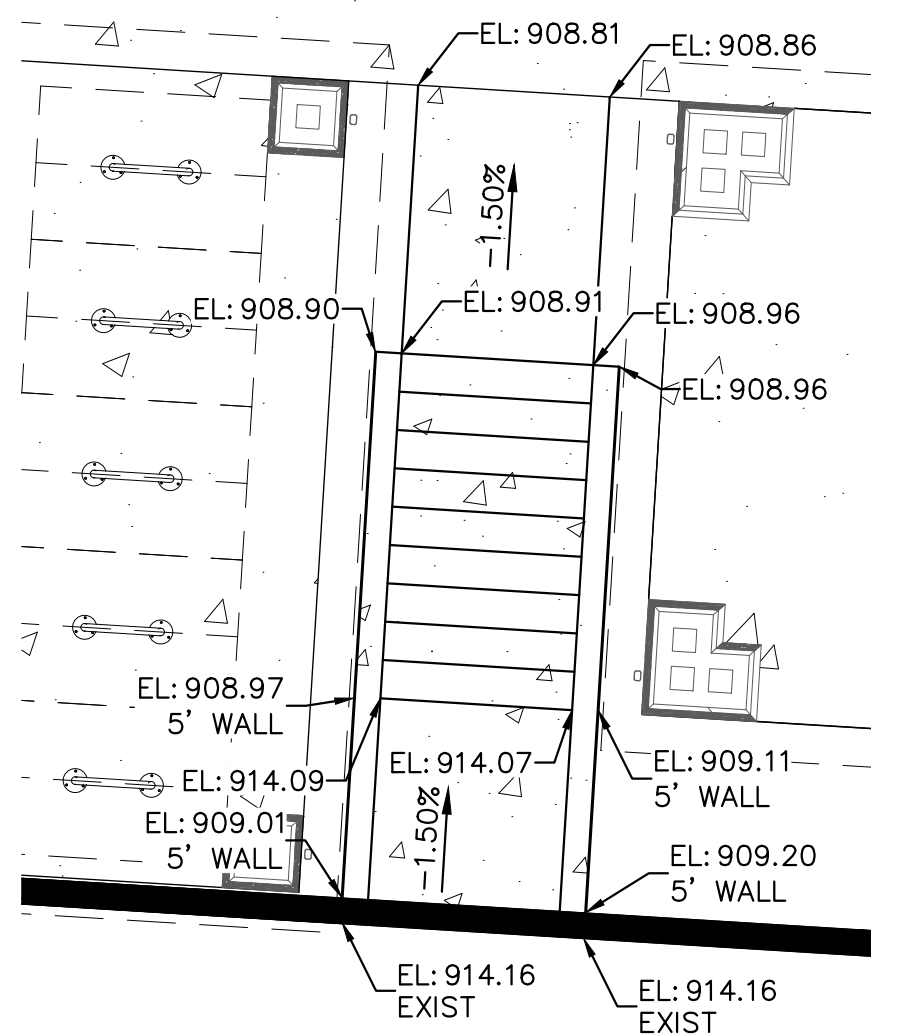 EL: 908.81
EL: 908.86
-1.50%
EL: 908.90
EL: 908.91
EL: 908.96
EL: 908.96
EL: 908.97
5' WALL
EL: 914.09
EL: 914.07
EL: 909.11
5' WALL
-1.50%
EL: 909.01
5' WALL
EL: 909.20
5' WALL
EL: 914.16
EXIST
EL: 914.16
EXIST